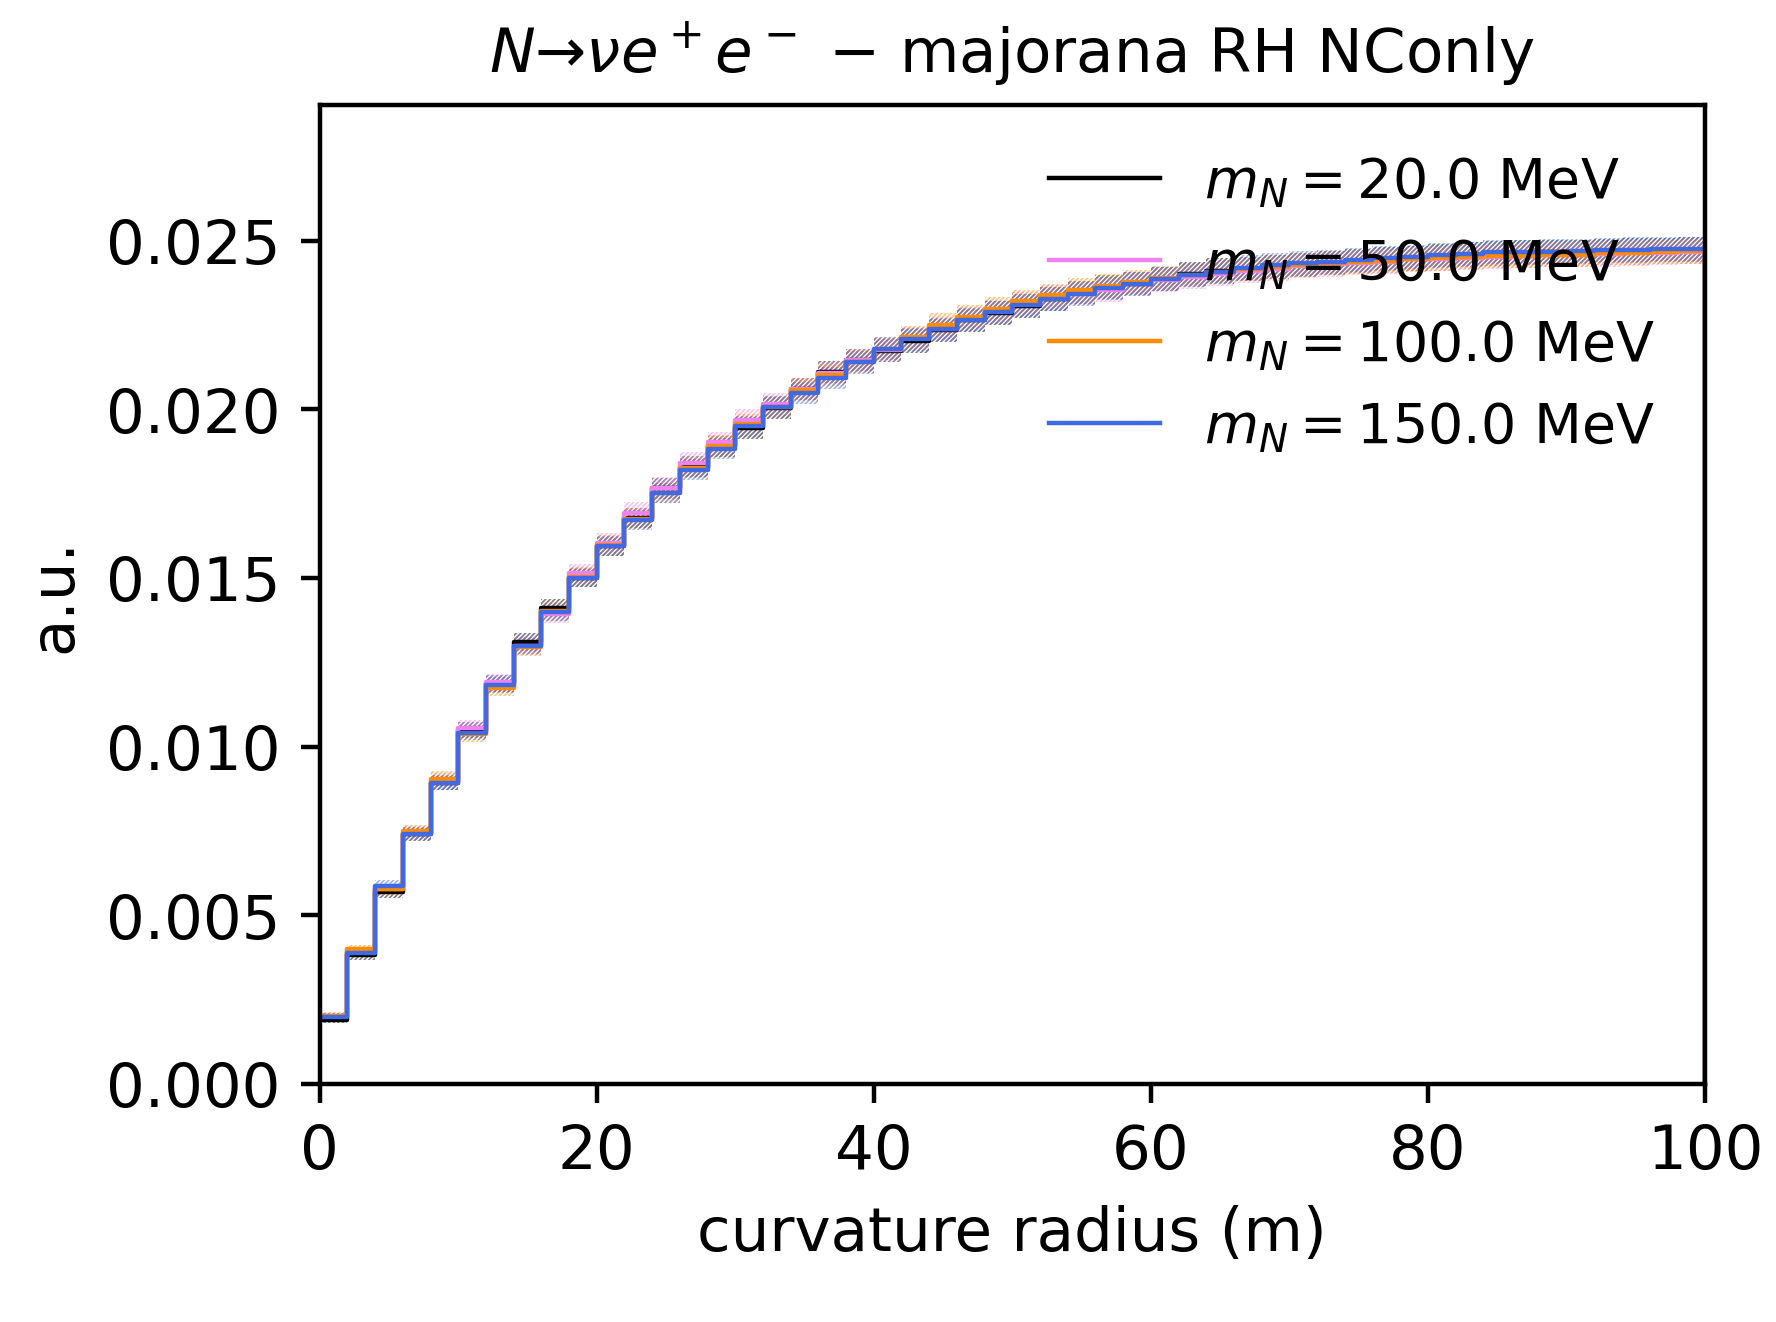 N→νe⁺e⁻ − majorana RH NConly
m_N = 20.0 MeV
m_N = 50.0 MeV
m_N = 100.0 MeV
m_N = 150.0 MeV
a.u.
0.025
0.020
0.015
0.010
0.005
0.000
0 20 40 60 80 100
curvature radius (m)